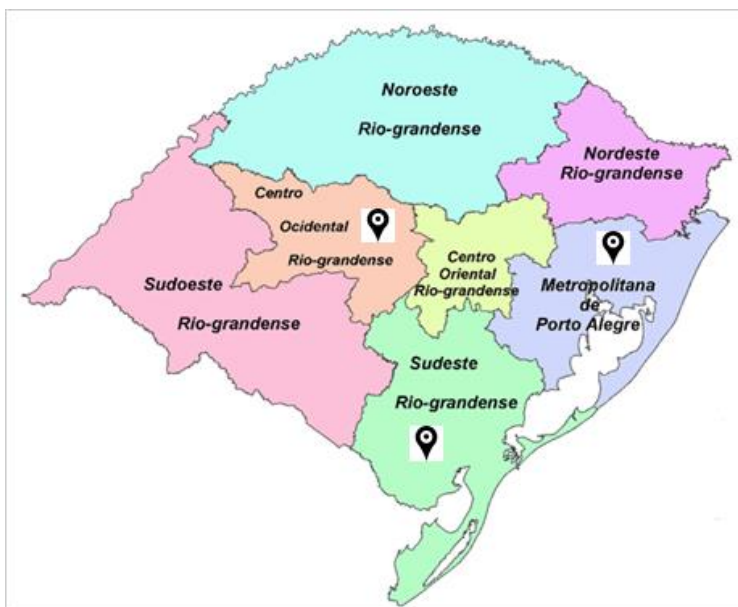 Noroeste
Rio-grandense
Nordeste
Rio-grandense
Centro
Ocidental
Rio-grandense
Centro
Oriental
Rio-grandense
Metropolitana
de
Porto Alegre
Sudoeste
Rio-grandense
Sudeste
Rio-grandense